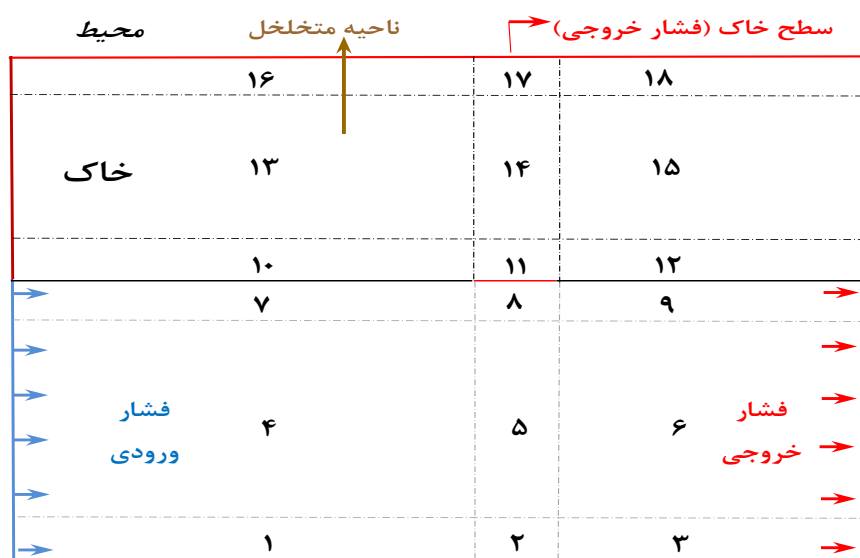 سطح خاک (فشار خروجی)
ناحیه متخلخل
محیط
۱۶ ۱۷ ۱۸
خاک
۱۳ ۱۴ ۱۵
۱۰ ۱۱ ۱۲
۷ ۸ ۹
فشار
ورودی
۴ ۵ ۶
فشار
خروجی
۱ ۲ ۳